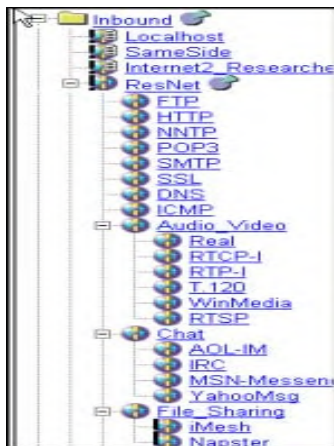 Inbound
Localhost
SameSide
Internet2_Researche
ResNet
FTP
HTTP
NNTP
POP3
SMTP
SSL
DNS
ICMP
Audio_Video
Real
RTCP-I
RTP-I
T.120
WinMedia
RTSP
Chat
AOL-IM
IRC
MSN-Messen
YahooMsg
File_Sharing
iMesh
Napster